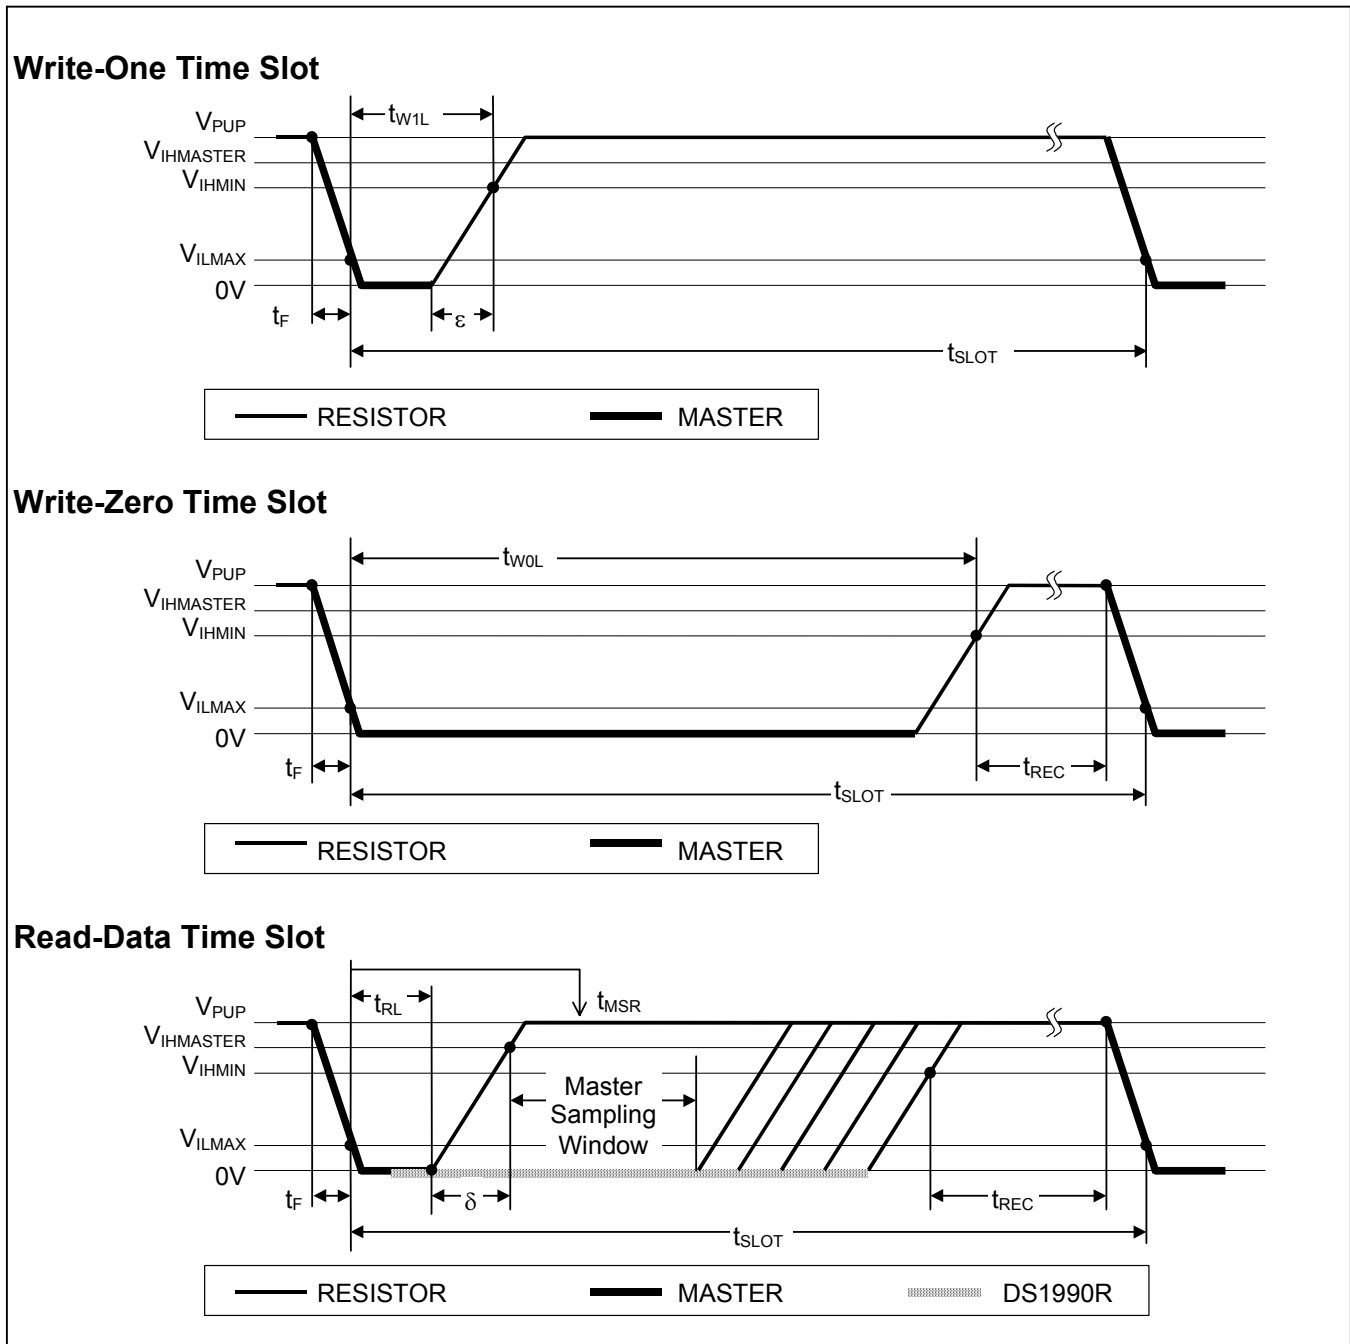 Write-One Time Slot
tW1L
VPUP
VIHMASTER
VIHMIN
VILMAX
0V
tF
ε
tSLOT
RESISTOR MASTER
Write-Zero Time Slot
tW0L
VPUP
VIHMASTER
VIHMIN
VILMAX
0V
tF
tREC
tSLOT
RESISTOR MASTER
Read-Data Time Slot
tRL
tMSR
VPUP
VIHMASTER
VIHMIN
Master
Sampling
Window
VILMAX
0V
tF
δ
tREC
tSLOT
RESISTOR MASTER DS1990R